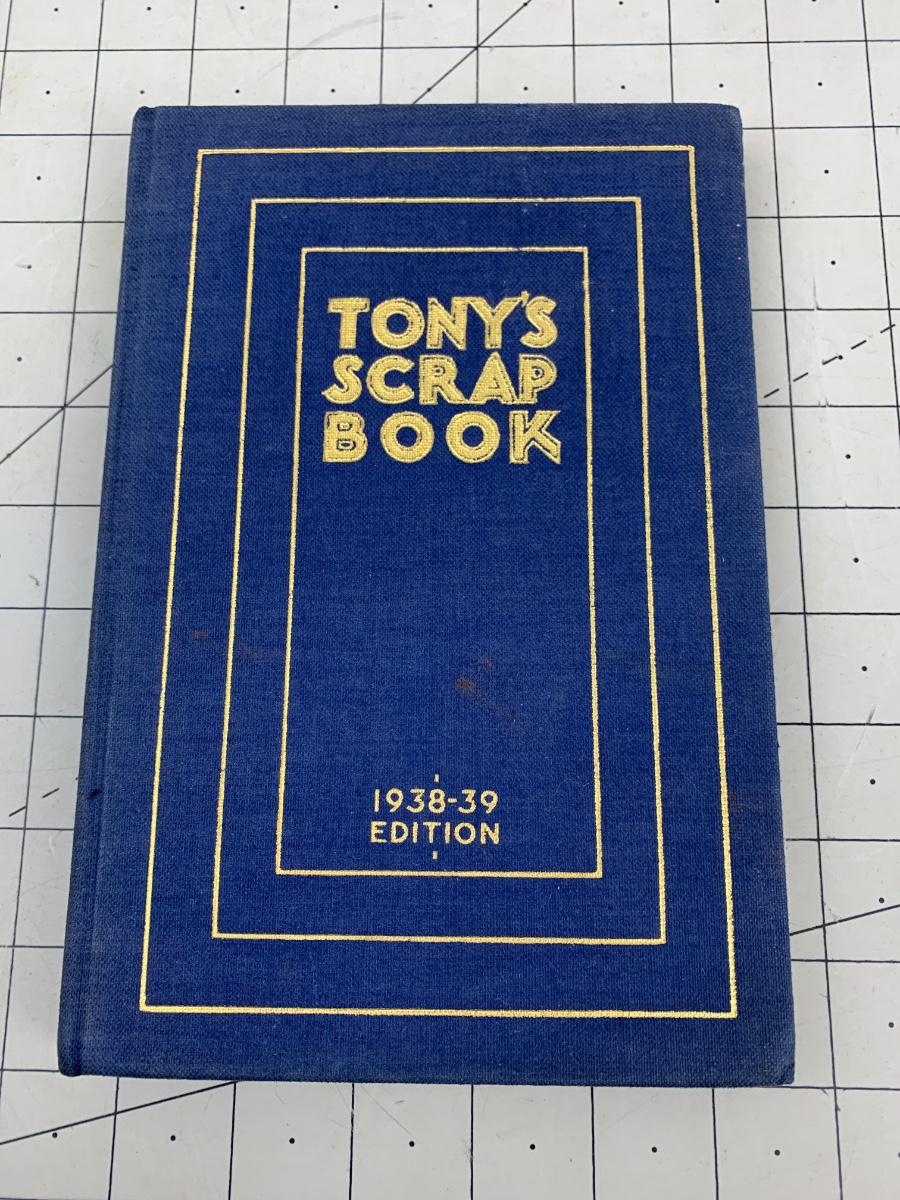 TONY'S
SCRAP
BOOK
1938-39
EDITION